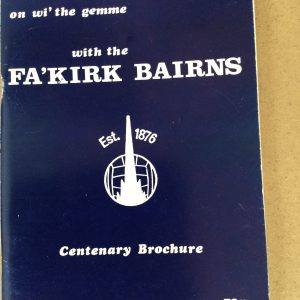 on wi' the gemme
with the
FA'KIRK BAIRNS
Est. 1876
Centenary Brochure